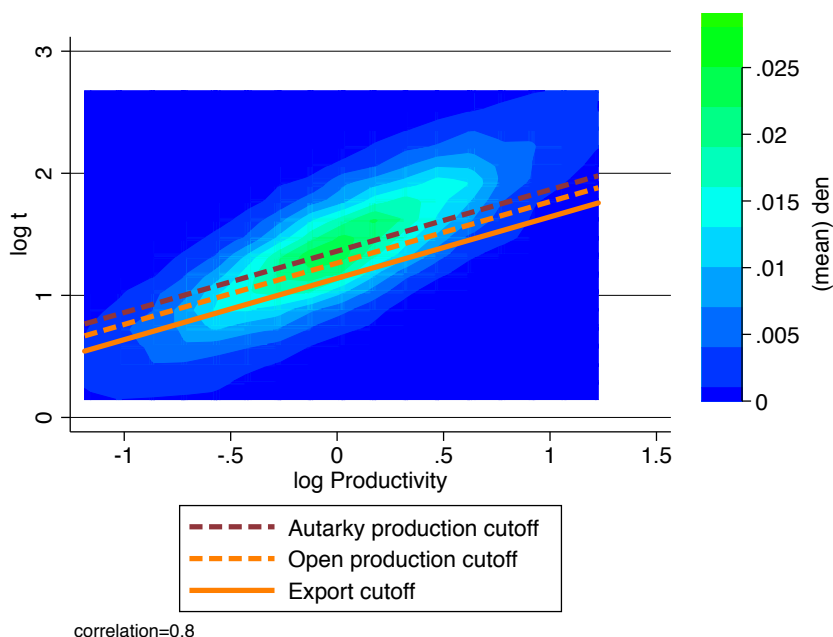 3
2
1
0
log t
-1
-.5
0
.5
1
1.5
log Productivity
.025
.02
.015
.01
.005
0
(mean) den
Autarky production cutoff
Open production cutoff
Export cutoff
correlation=0.8